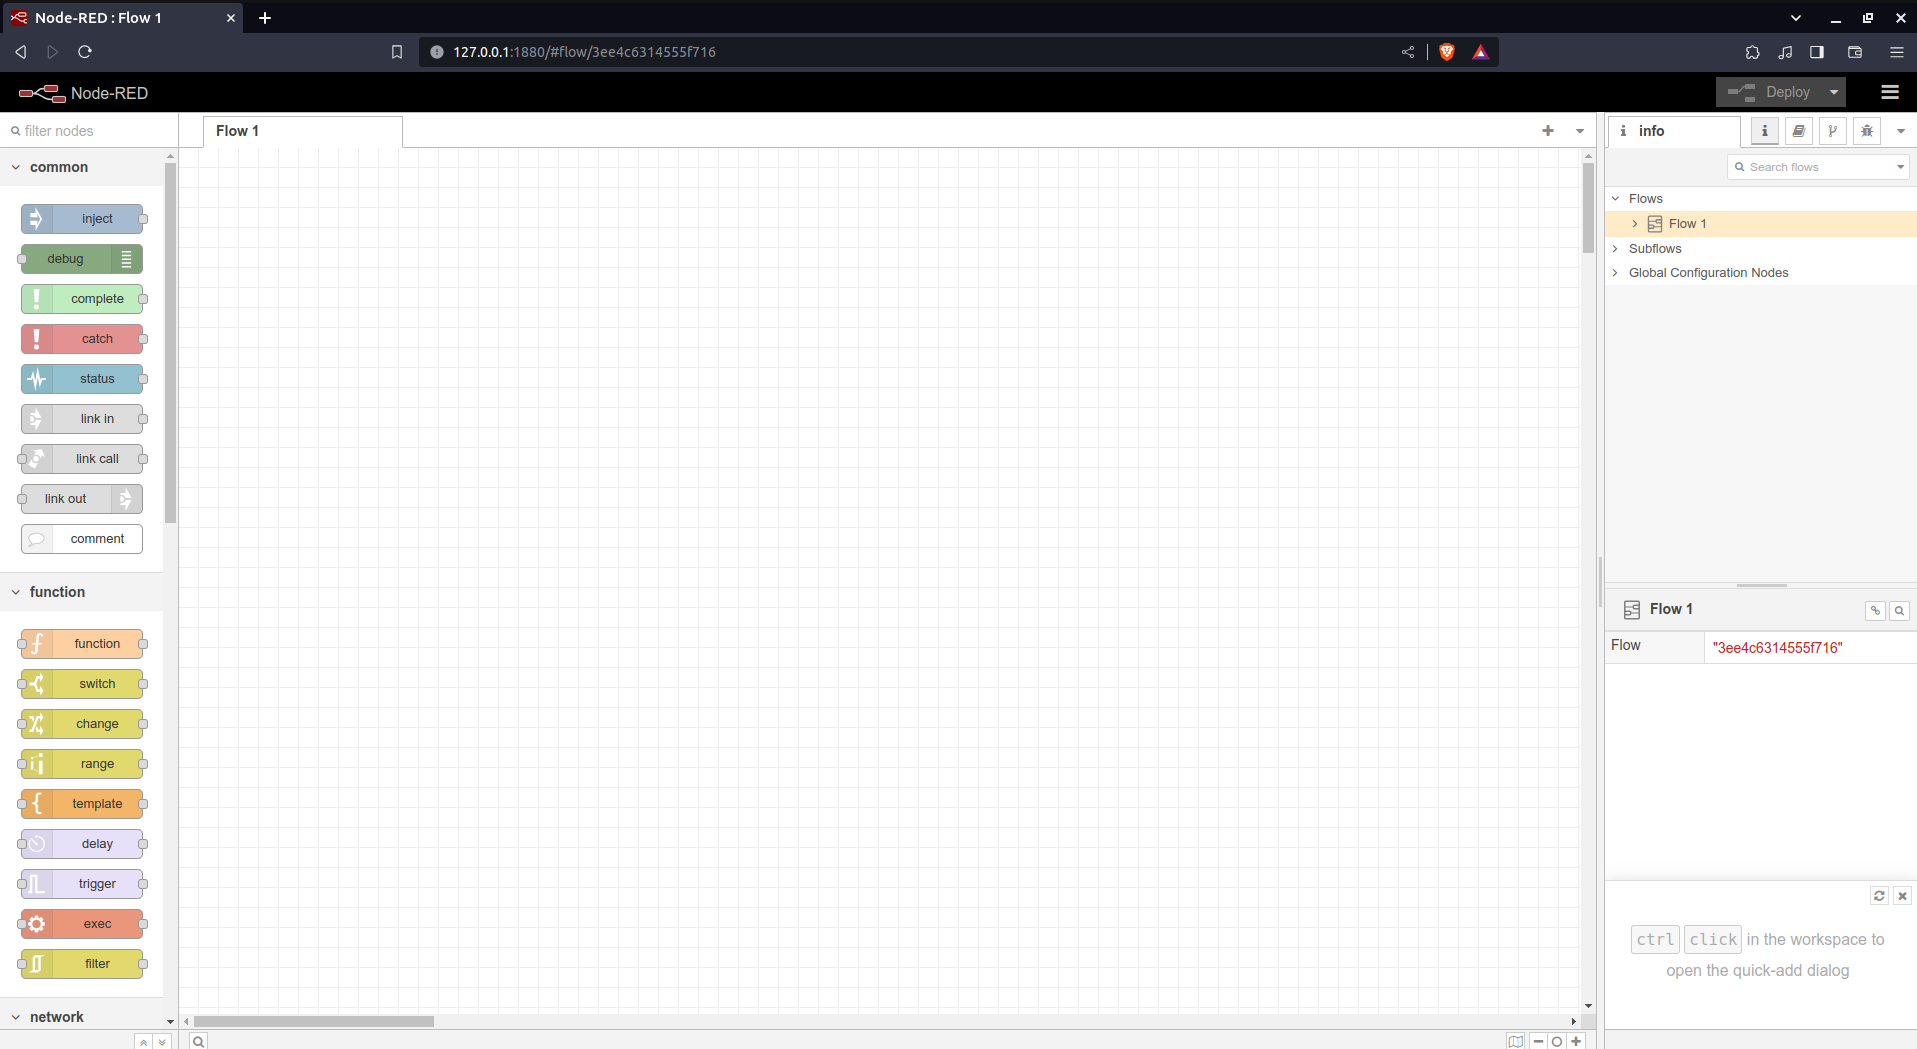 Node-RED : Flow 1
127.0.0.1:1880/#flow/3ee4c6314555f716
Node-RED
Deploy
filter nodes
Flow 1
info
Search flows
common
inject
debug
complete
catch
status
link in
link call
link out
comment
function
function
switch
change
range
template
delay
trigger
exec
filter
network
Flows
Flow 1
Subflows
Global Configuration Nodes
Flow 1
Flow "3ee4c6314555f716"
ctrl click in the workspace to
open the quick-add dialog